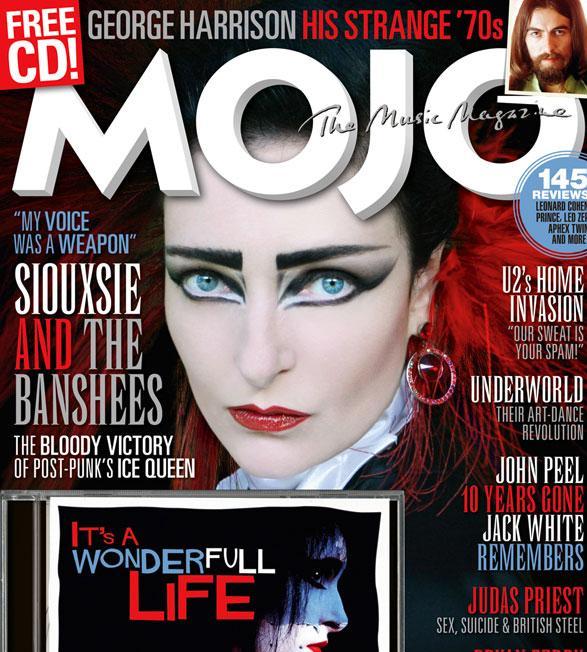 FREE
CD!
GEORGE HARRISON HIS STRANGE '70s
MOJO
The Music Magazine
145
REVIEWS
LEONARD COHEN
PRINCE, LED ZEP
APHEX TWIN
AND MORE
"MY VOICE
WAS A WEAPON"
SIOUXSIE
AND THE
BANSHEES
THE BLOODY VICTORY
OF POST-PUNK'S ICE QUEEN
U2's HOME
INVASION
"OUR SWEAT IS
YOUR SPAM!"
UNDERWORLD
THEIR ART-DANCE
REVOLUTION
JOHN PEEL
10 YEARS GONE
JACK WHITE
REMEMBERS
JUDAS PRIEST
SEX, SUICIDE & BRITISH STEEL
IT'S A
WONDERFULL
LIFE